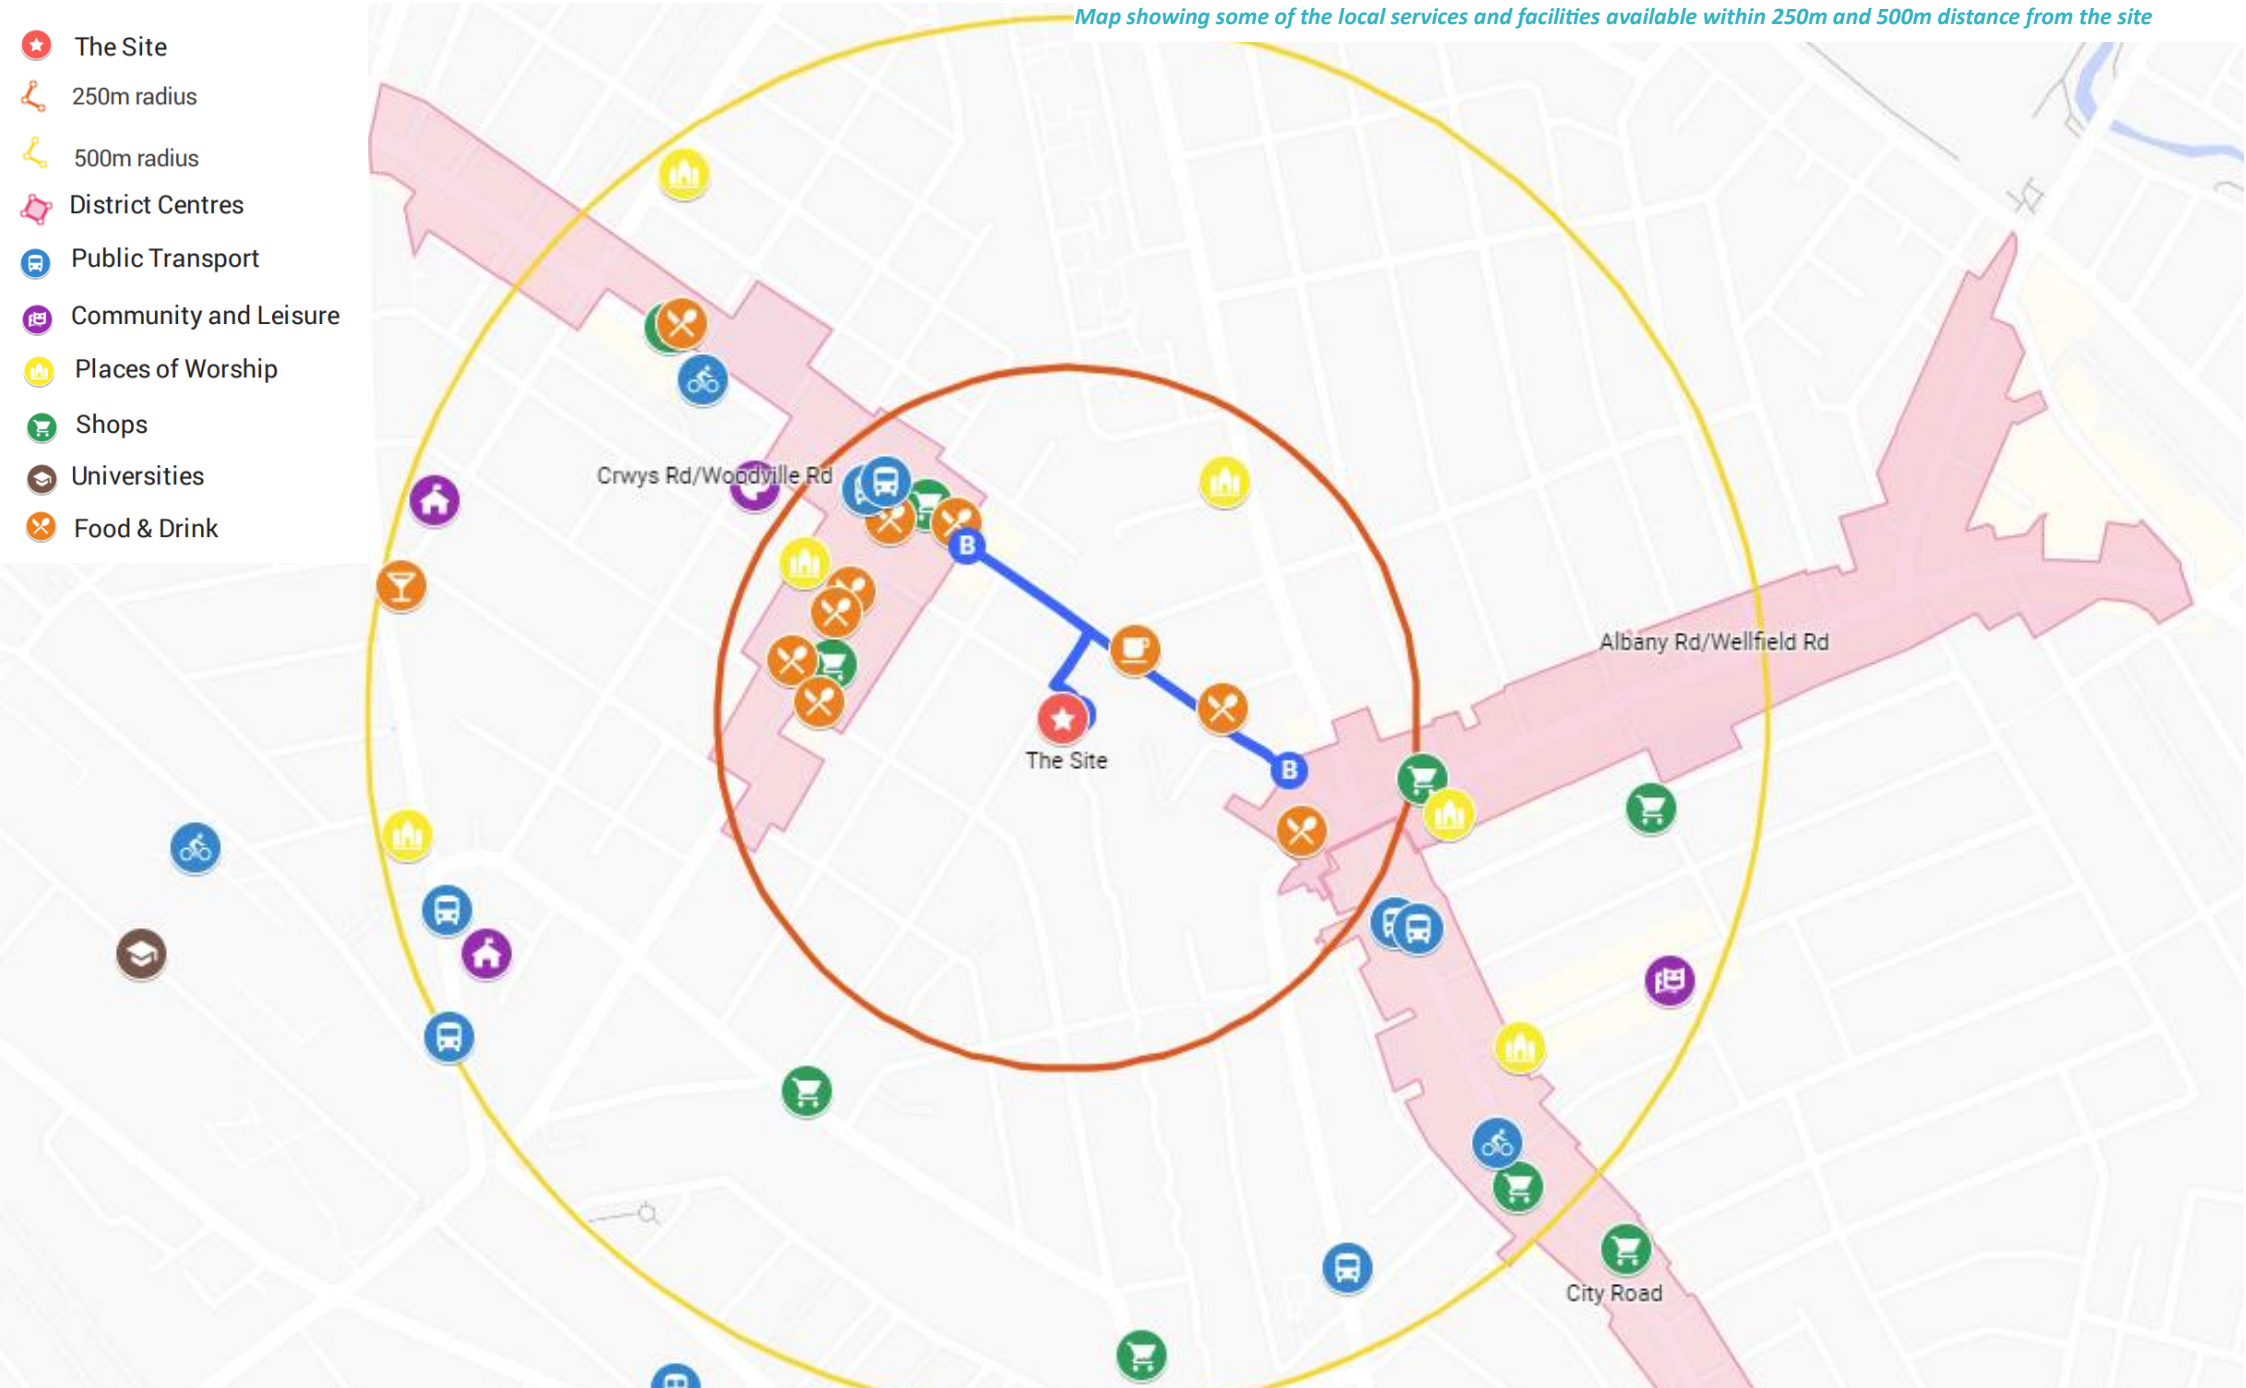 Map showing some of the local services and facilities available within 250m and 500m distance from the site
The Site
250m radius
500m radius
District Centres
Public Transport
Community and Leisure
Places of Worship
Shops
Universities
Food & Drink
Crwys Rd/Woodville Rd
B
Albany Rd/Wellfield Rd
The Site
B
City Road